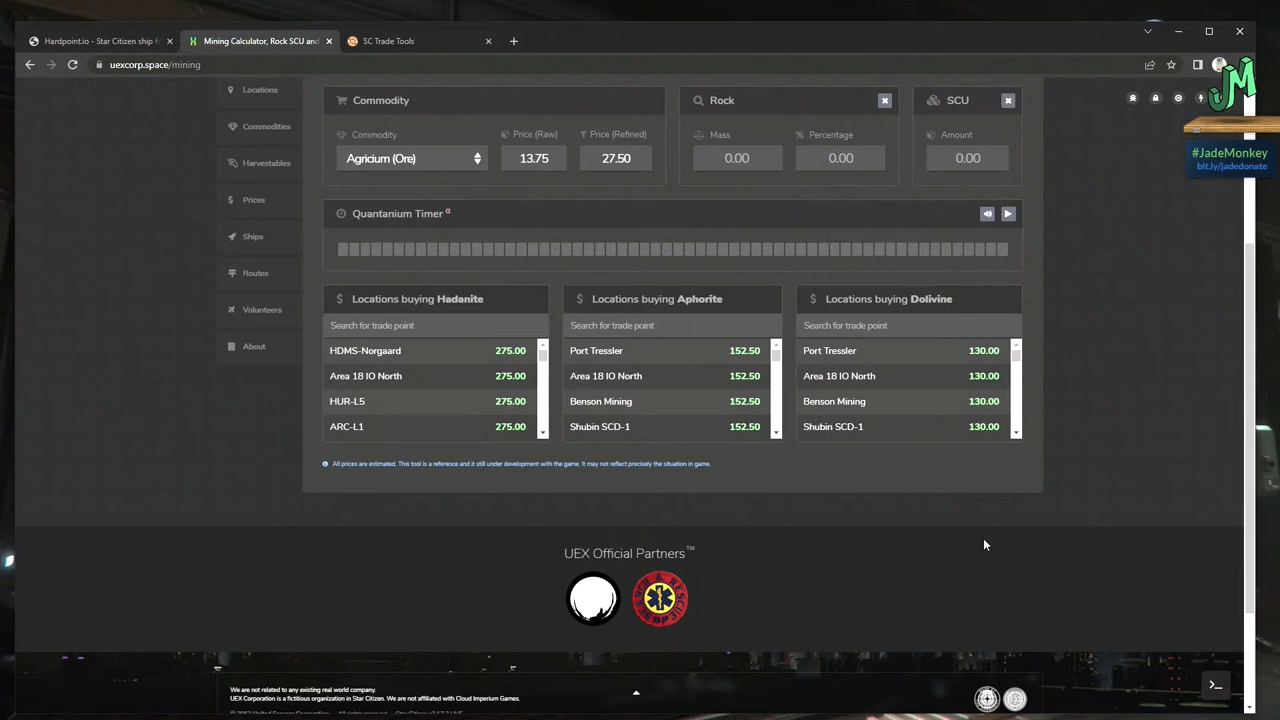 Hardpoint.io - Star Citizen ship f
Mining Calculator, Rock SCU and
SC Trade Tools
uexcorp.space/mining
JM
#JadeMonkey
bit.ly/jadedonate
Locations
Commodities
Harvestables
Prices
Ships
Routes
Volunteers
About
Commodity
Rock
SCU
Commodity
Price (Raw)
Price (Refined)
Mass
Percentage
Amount
Agricium (Ore)
13.75
27.50
0.00
0.00
0.00
Quantanium Timer α
Locations buying Hadanite
Search for trade point
HDMS-Norgaard 275.00
Area 18 IO North 275.00
HUR-L5 275.00
ARC-L1 275.00
Locations buying Aphorite
Search for trade point
Port Tressler 152.50
Area 18 IO North 152.50
Benson Mining 152.50
Shubin SCD-1 152.50
Locations buying Dolivine
Search for trade point
Port Tressler 130.00
Area 18 IO North 130.00
Benson Mining 130.00
Shubin SCD-1 130.00
All prices are estimated. This tool is a reference and it still under development with the game. It may not reflect precisely the situation in game.
UEX Official Partners™
We are not related to any existing real world company.
UEX Corporation is a fictitious organization in Star Citizen. We are not affiliated with Cloud Imperium Games.